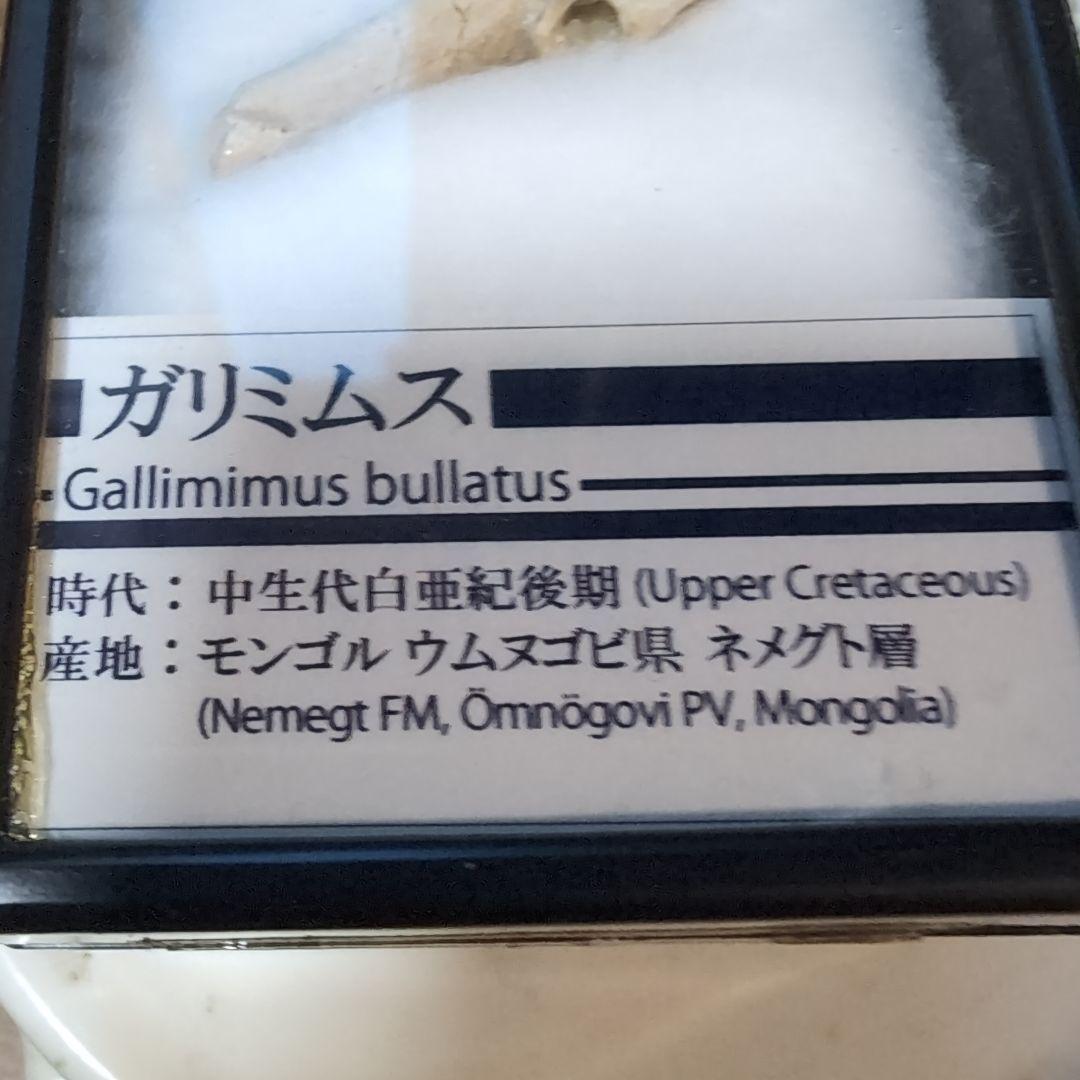 ガリミムス
Gallimimus bullatus
時代：中生代白亜紀後期 (Upper Cretaceous)
産地：モンゴル ウムヌゴビ県 ネメグト層
(Nemegt FM, Ömnögovi PV, Mongolia)